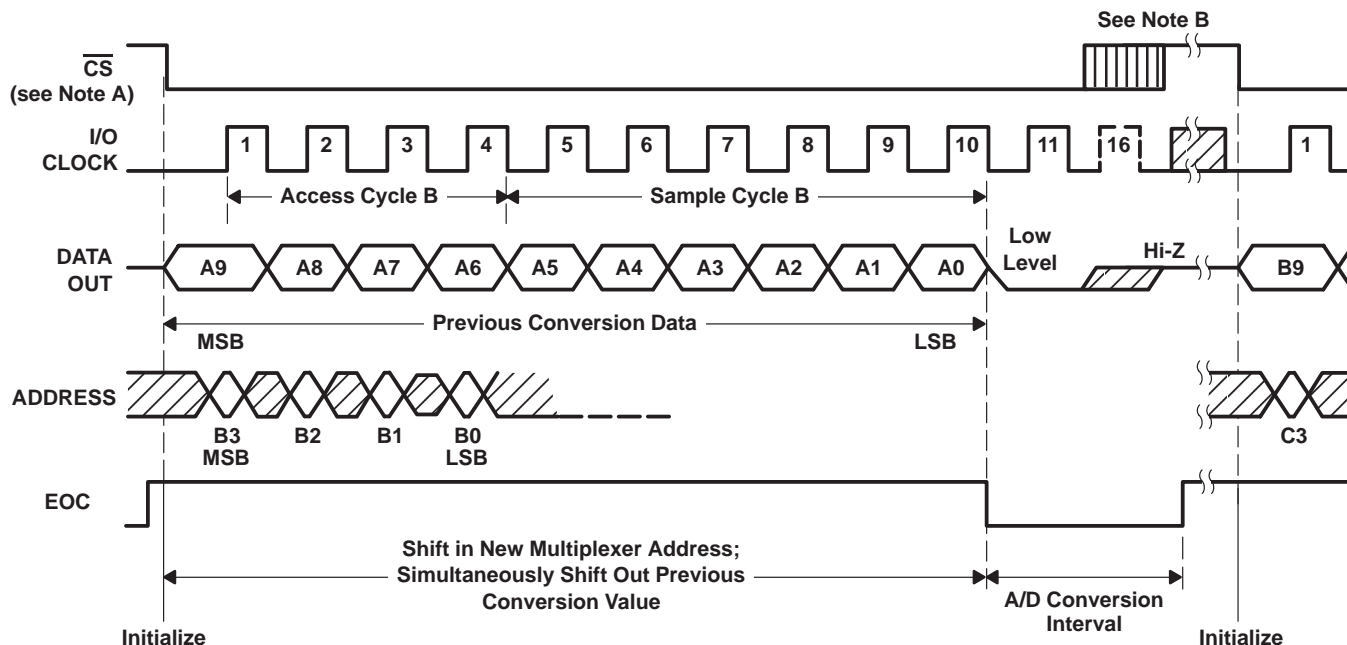 See Note B
CS
(see Note A)
I/O
CLOCK
1 2 3 4 5 6 7 8 9 10 11 16 1
Access Cycle B Sample Cycle B
DATA
OUT
A9 A8 A7 A6 A5 A4 A3 A2 A1 A0
Low
Level
Hi-Z
B9
Previous Conversion Data
MSB LSB
ADDRESS
B3 B2 B1 B0 C3
MSB LSB
EOC
Shift in New Multiplexer Address;
Simultaneously Shift Out Previous
Conversion Value
A/D Conversion
Interval
Initialize Initialize